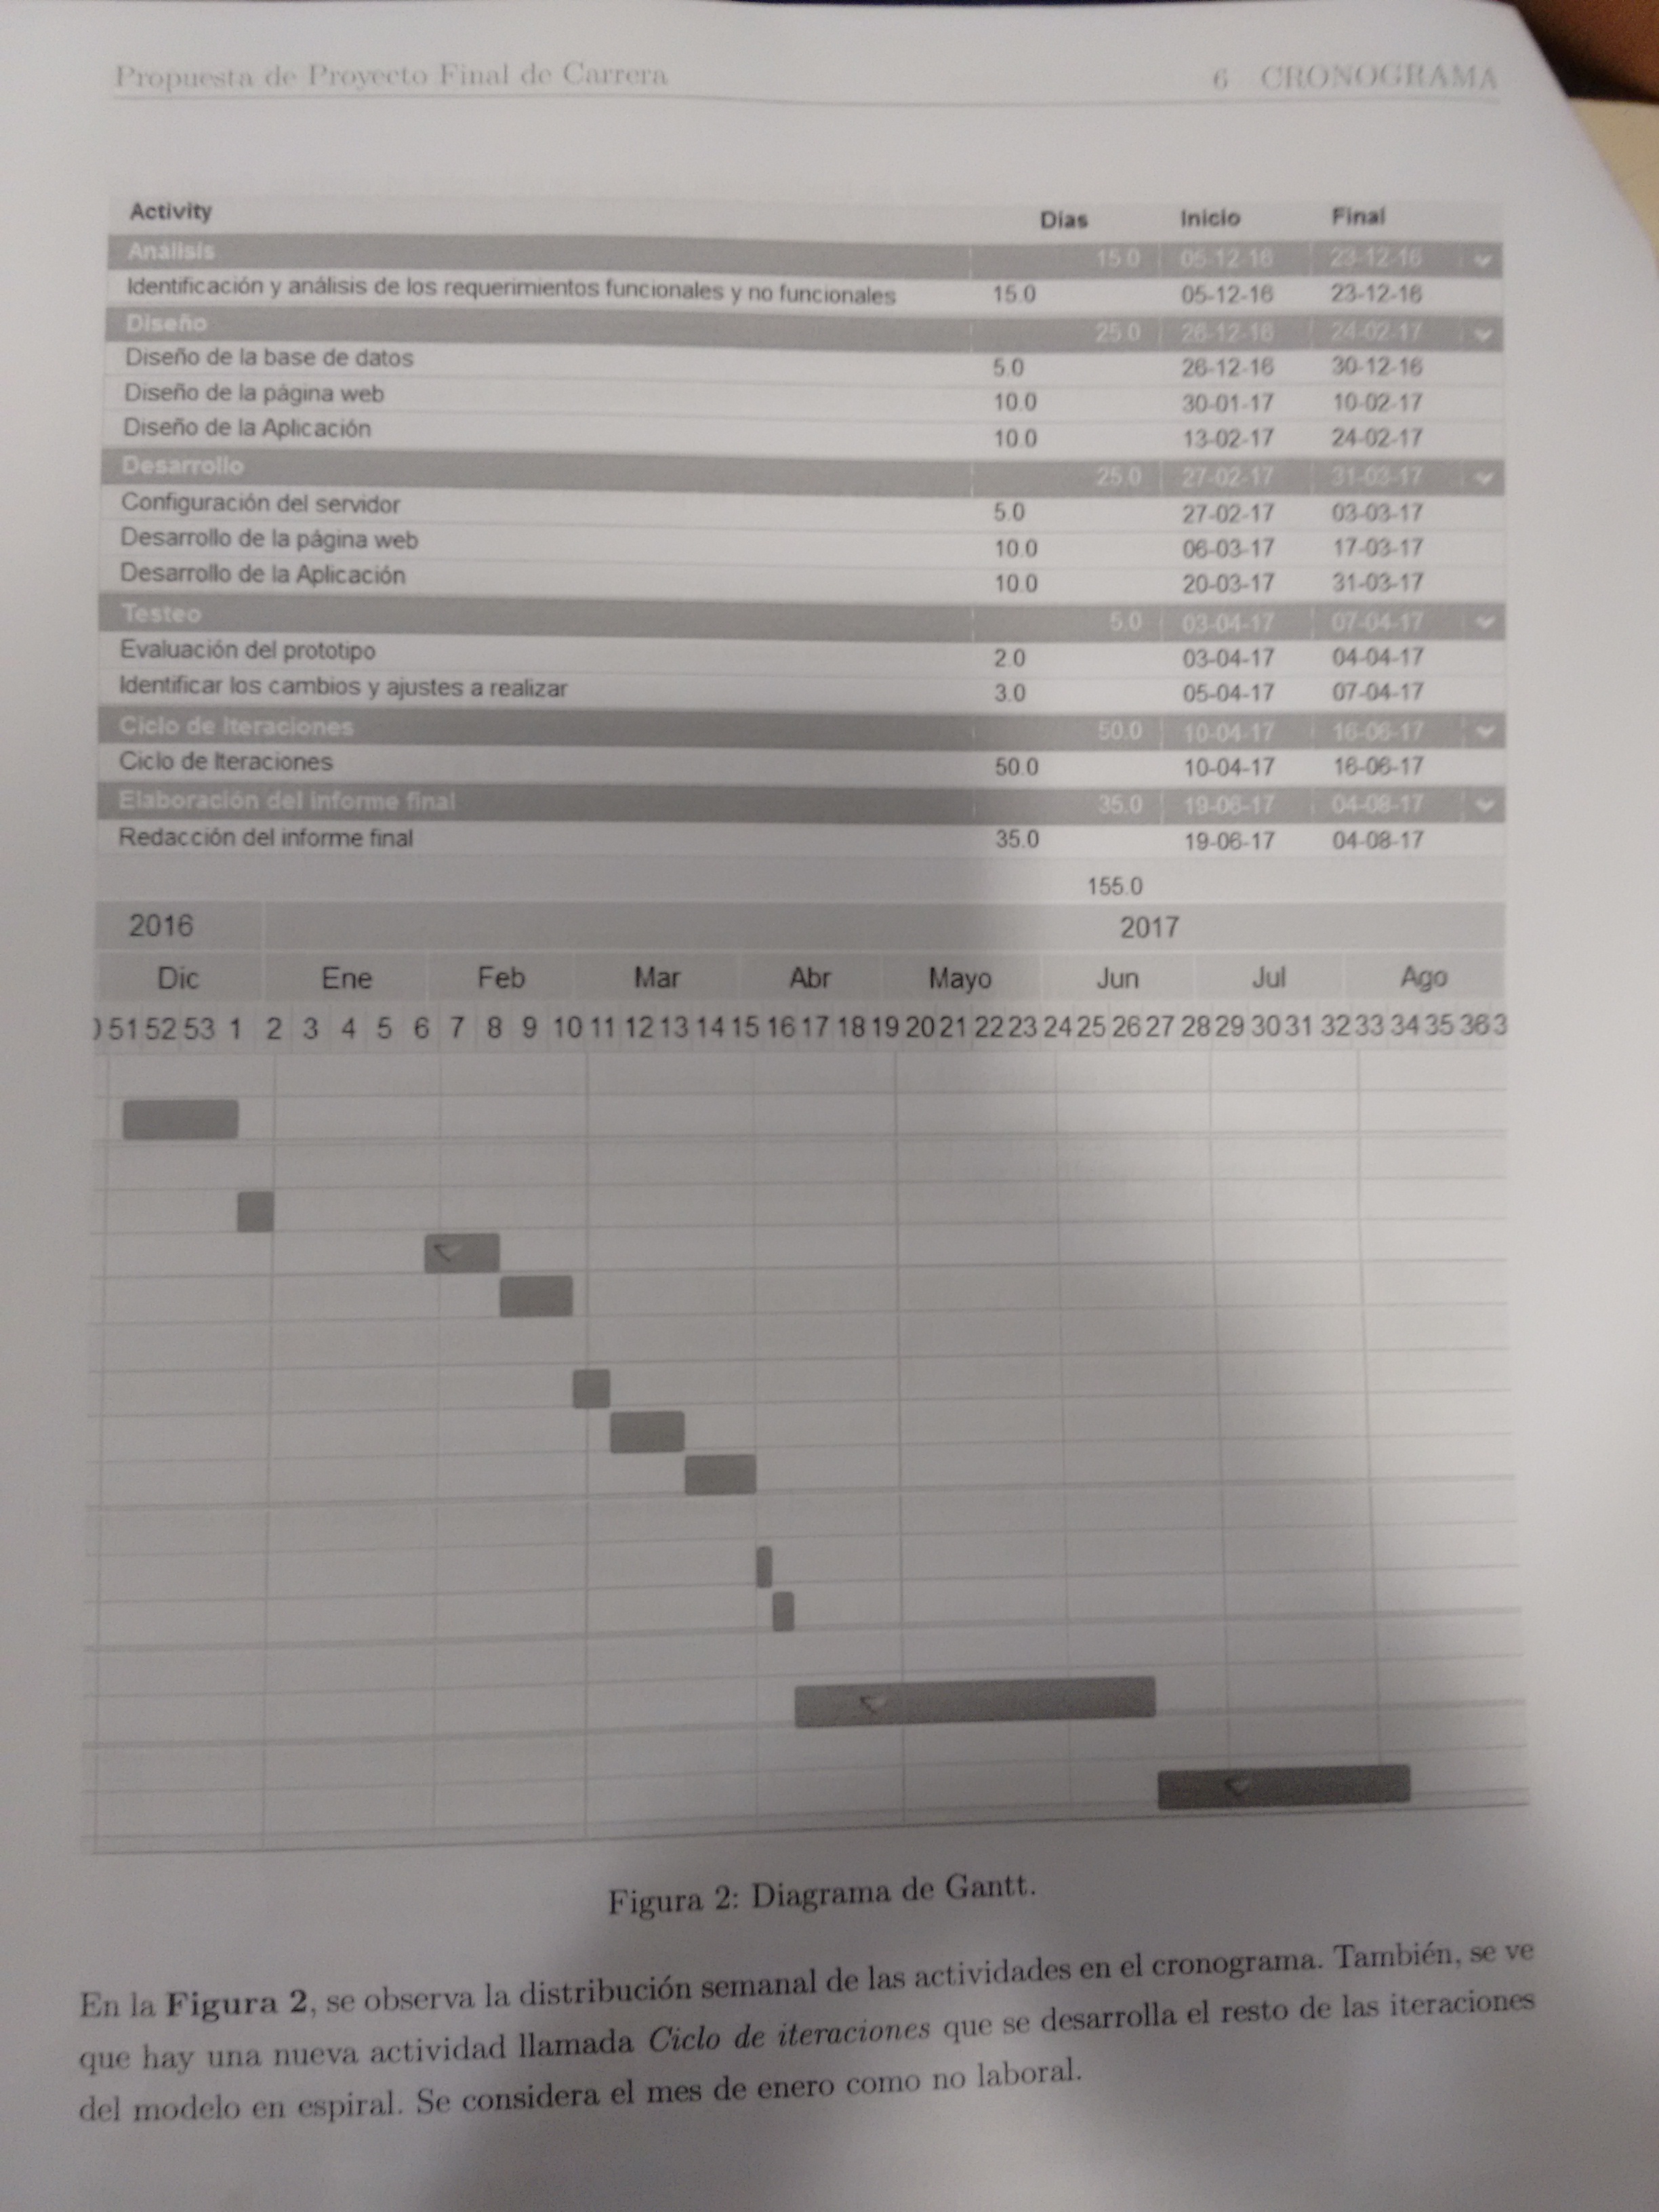 Propuesta de Proyecto Final de Carrera 6 CRONOGRAMA
Activity Dias Inicio Final
Análisis 15.0 05-12-16 23-12-16
Identificación y análisis de los requerimientos funcionales y no funcionales 15.0 05-12-16 23-12-16
Diseño 25.0 26-12-16 24-02-17
Diseño de la base de datos 5.0 26-12-16 30-12-16
Diseño de la página web 10.0 30-01-17 10-02-17
Diseño de la Aplicación 10.0 13-02-17 24-02-17
Desarrollo 25.0 27-02-17 31-03-17
Configuración del servidor 5.0 27-02-17 03-03-17
Desarrollo de la página web 10.0 06-03-17 17-03-17
Desarrollo de la Aplicación 10.0 20-03-17 31-03-17
Testeo 5.0 03-04-17 07-04-17
Evaluación del prototipo 2.0 03-04-17 04-04-17
Identificar los cambios y ajustes a realizar 3.0 05-04-17 07-04-17
Ciclo de Iteraciones 50.0 10-04-17 16-06-17
Ciclo de Iteraciones 50.0 10-04-17 16-06-17
Elaboración del informe final 35.0 19-06-17 04-08-17
Redacción del informe final 35.0 19-06-17 04-08-17
155.0
2016 2017
Dic Ene Feb Mar Abr Mayo Jun Jul Ago
51 52 53 1 2 3 4 5 6 7 8 9 10 11 12 13 14 15 16 17 18 19 20 21 22 23 24 25 26 27 28 29 30 31 32 33 34 35 36 3
Figura 2: Diagrama de Gantt.
En la Figura 2, se observa la distribución semanal de las actividades en el cronograma. También, se ve
que hay una nueva actividad llamada Ciclo de iteraciones que se desarrolla el resto de las iteraciones
del modelo en espiral. Se considera el mes de enero como no laboral.